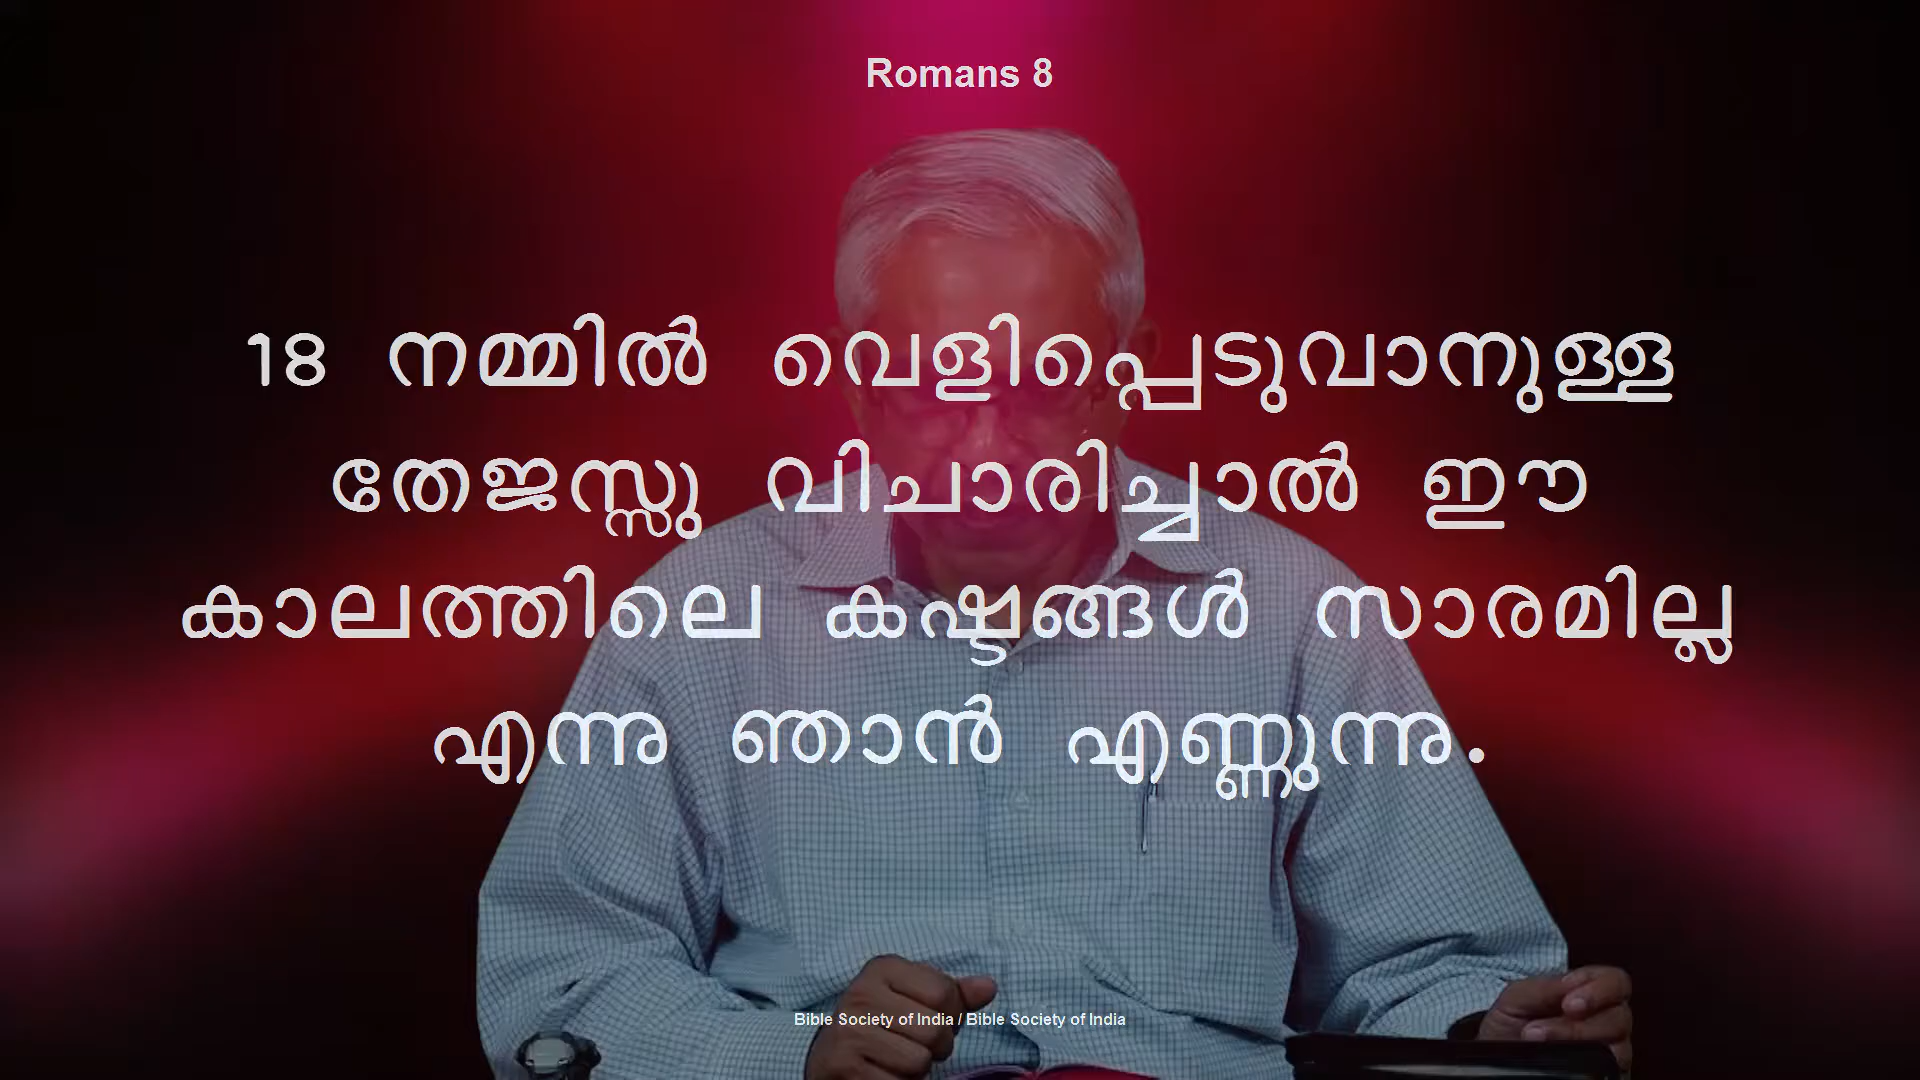 Romans 8
18 നമ്മിൽ വെളിപ്പെടുവാനുള്ള
തേജസ്സു വിചാരിച്ചാൽ ഈ
കാലത്തിലെ കഷ്ടങ്ങൾ സാരമില്ല
എന്നു ഞാൻ എണ്ണുന്നു.
Bible Society of India / Bible Society of India